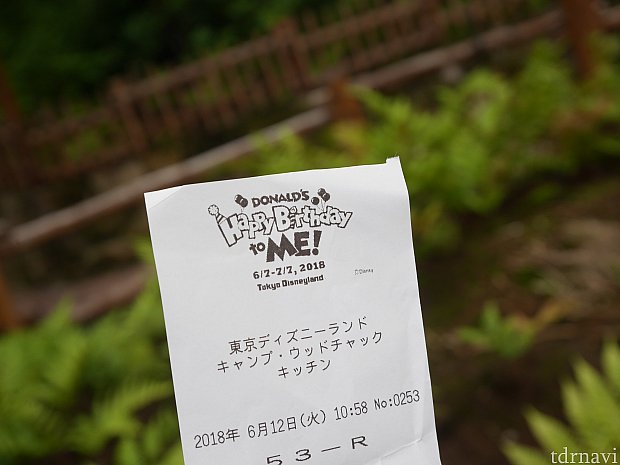 DONALD'S
Happy Birthday
to ME!
6/7-7/7, 2018
Tokyo Disneyland
©Disney
東京ディズニーランド
キャンプ・ウッドチャック
キッチン
2018年 6月12日(火) 10:58 No:0253
53-R
tdrnavi